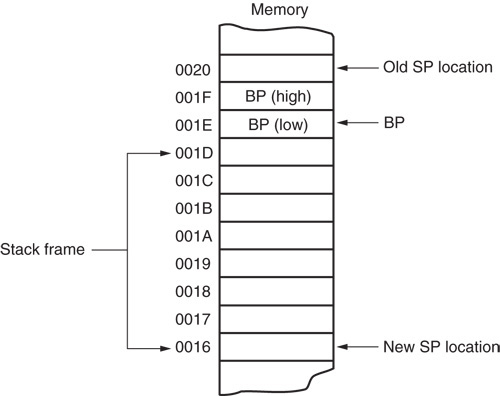 Memory
0020 Old SP location
001F BP (high)
001E BP (low) BP
001D
001C
001B
001A
Stack frame
0019
0018
0017
0016 New SP location